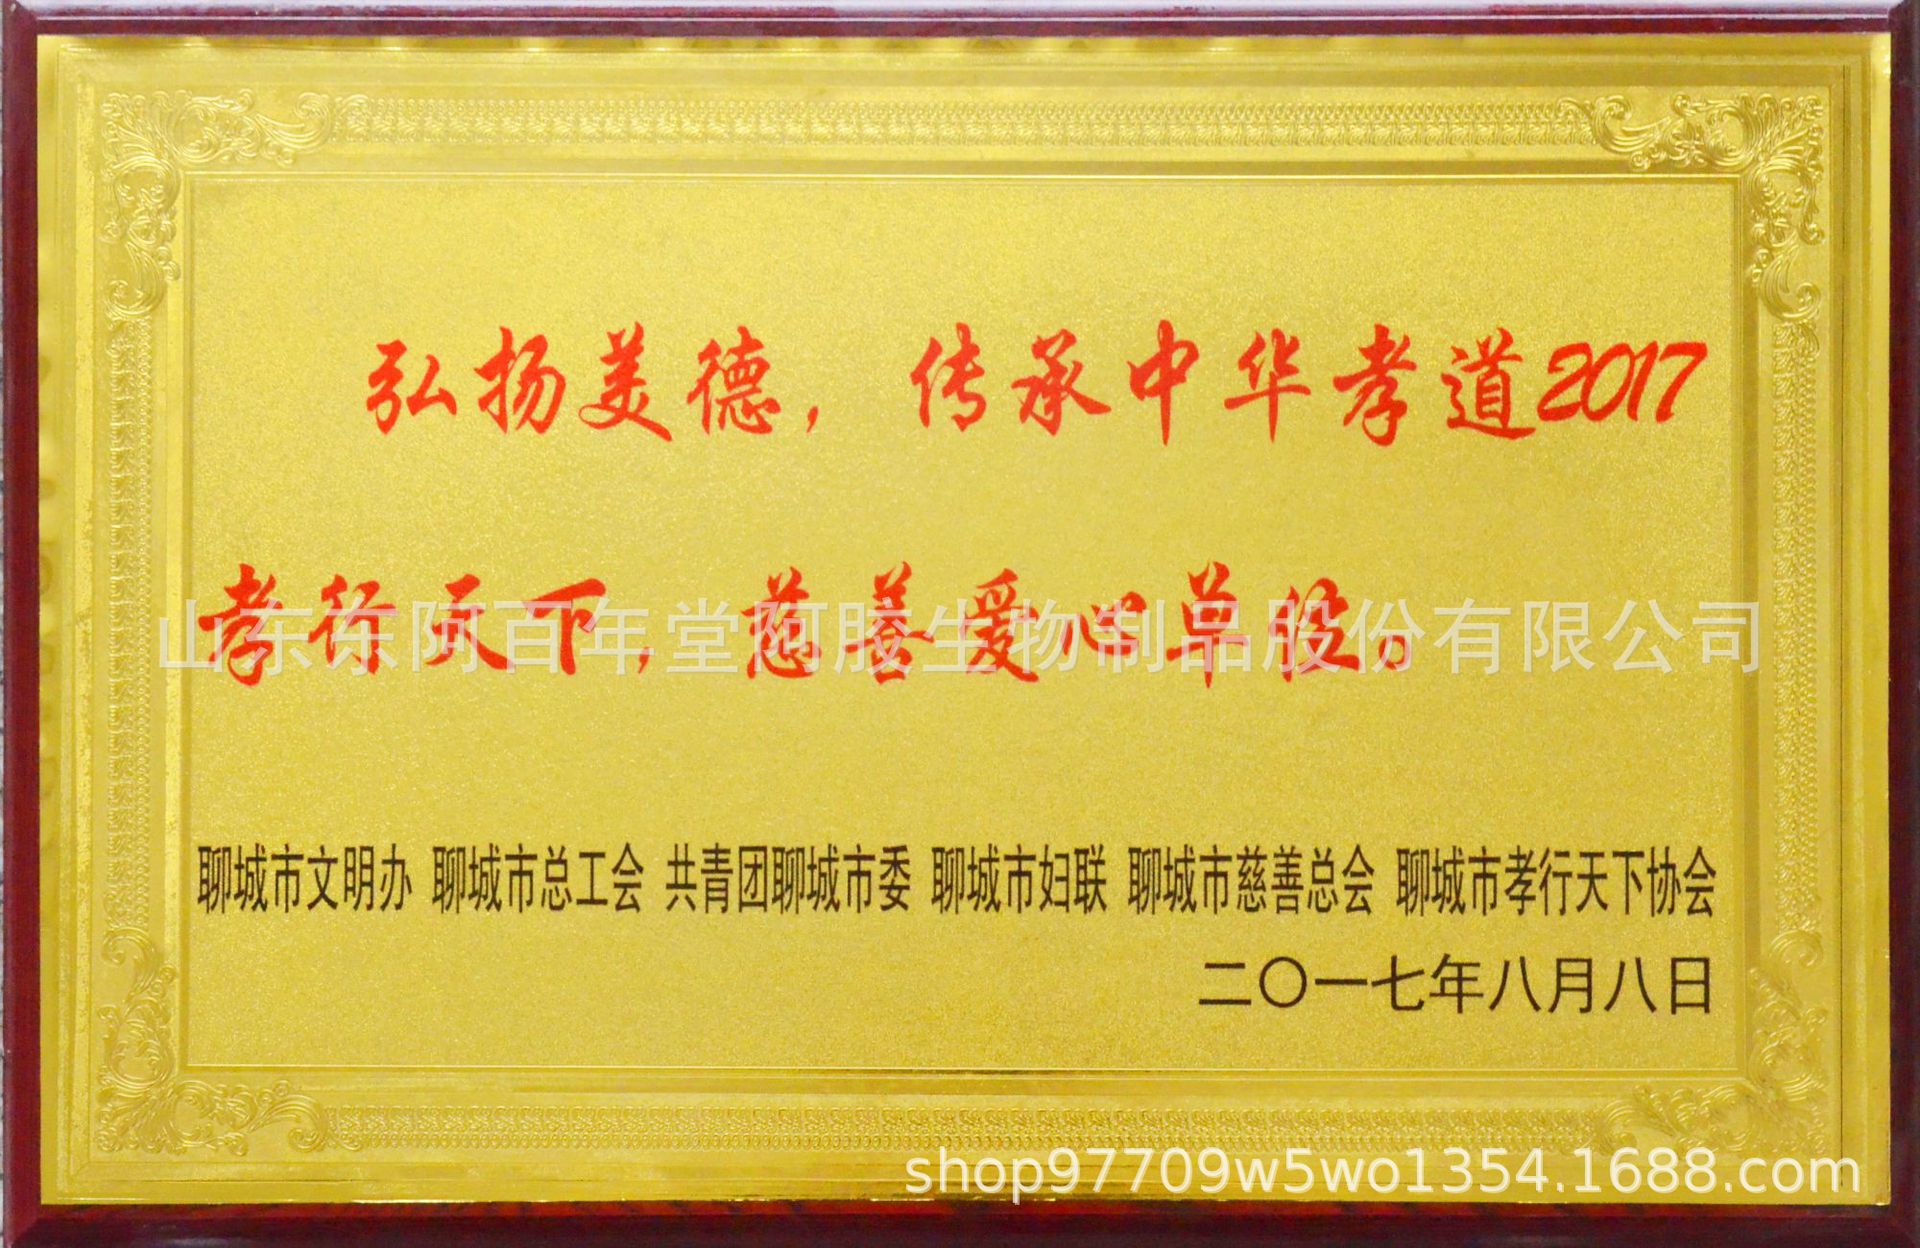 弘扬美德，传承中华孝道2017
孝行天下，慈善爱心单位。
山东东阿百年堂阿胶生物制品股份有限公司
聊城市文明办 聊城市总工会 共青团聊城市委 聊城市妇联 聊城市慈善总会 聊城市孝行天下协会
二〇一七年八月八日
shop97709w5wo1354.1688.com